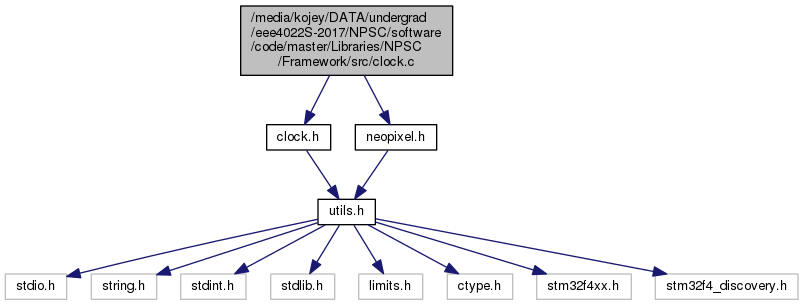 /media/kojey/DATA/undergrad
/eee4022S-2017/NPSC/software
/code/master/Libraries/NPSC
/Framework/src/clock.c
clock.h
neopixel.h
utils.h
stdio.h
string.h
stdint.h
stdlib.h
limits.h
ctype.h
stm32f4xx.h
stm32f4_discovery.h